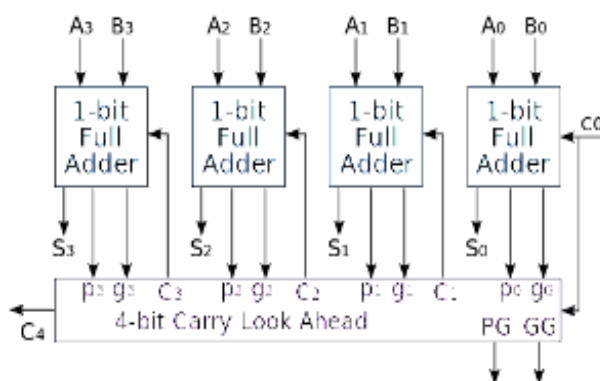 A3 B3 A2 B2 A1 B1 A0 B0
1-bit Full Adder
1-bit Full Adder
1-bit Full Adder
1-bit Full Adder
c0
S3 S2 S1 S0
p3 g3 C3 p2 g2 C2 p1 g1 C1 p0 g0
4-bit Carry Look Ahead
PG GG
C4